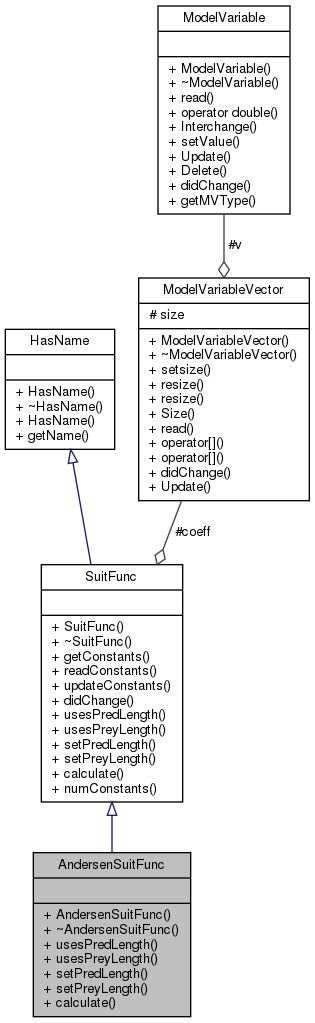 ModelVariable
+ ModelVariable()
+ ~ModelVariable()
+ read()
+ operator double()
+ Interchange()
+ setValue()
+ Update()
+ Delete()
+ didChange()
+ getMVType()
#v
ModelVariableVector
# size
+ ModelVariableVector()
+ ~ModelVariableVector()
+ setsize()
+ resize()
+ resize()
+ Size()
+ read()
+ operator[]()
+ operator[]()
+ didChange()
+ Update()
HasName
+ HasName()
+ ~HasName()
+ HasName()
+ getName()
#coeff
SuitFunc
+ SuitFunc()
+ ~SuitFunc()
+ getConstants()
+ readConstants()
+ updateConstants()
+ didChange()
+ usesPredLength()
+ usesPreyLength()
+ setPredLength()
+ setPreyLength()
+ calculate()
+ numConstants()
AndersenSuitFunc
+ AndersenSuitFunc()
+ ~AndersenSuitFunc()
+ usesPredLength()
+ usesPreyLength()
+ setPredLength()
+ setPreyLength()
+ calculate()